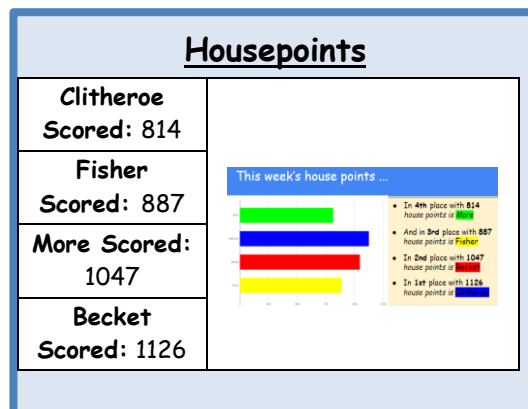 Housepoints
Clitheroe
Scored: 814
Fisher
Scored: 887
More Scored:
1047
Becket
Scored: 1126
This week's house points ...
• In 4th place with 814
house points is More
• And in 3rd place with 887
house points is Fisher
• In 2nd place with 1047
house points is Becket
• In 1st place with 1126
house points is